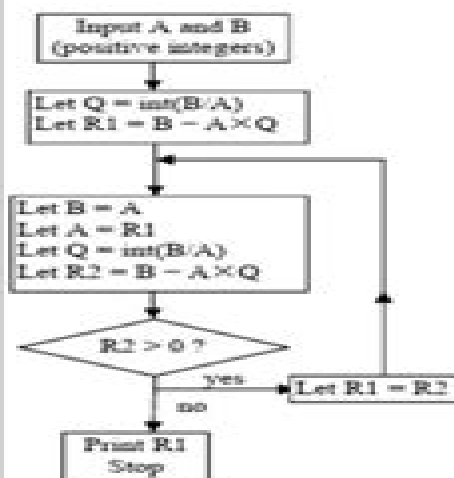 Input A and B
(positive integers)
Let Q = int(B/A)
Let R1 = B − A×Q
Let B = A
Let A = R1
Let Q = int(B/A)
Let R2 = B − A×Q
R2 > 0 ?
yes
Let R1 = R2
no
Print R1
Stop